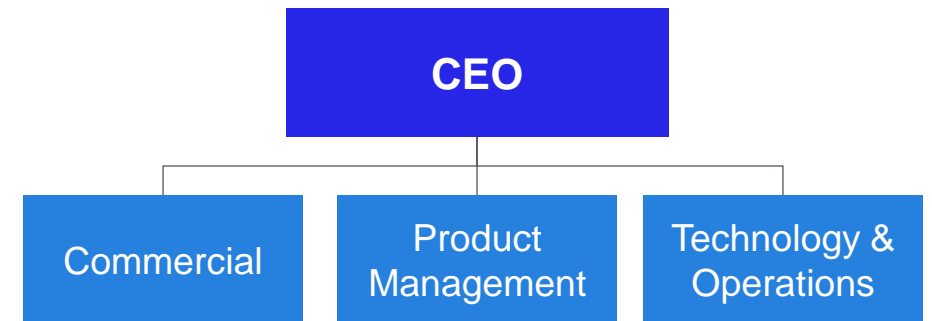 CEO
Commercial
Product
Management
Technology &
Operations